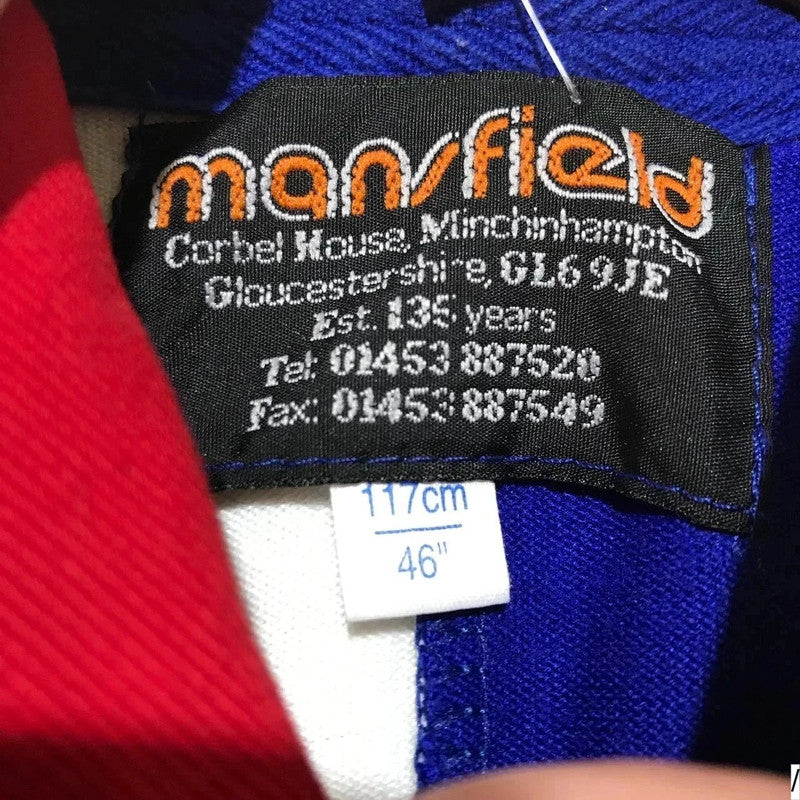 mansfield
Corbel House, Minchinhampton
Gloucestershire, GL6 9JE
Est. 135 years
Tel: 01453 887520
Fax: 01453 887549
117cm
46"
/